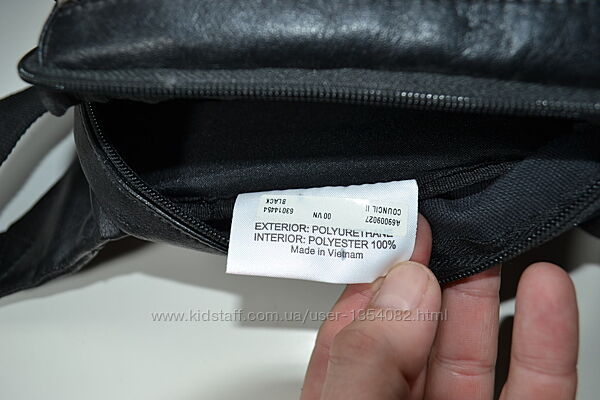 A69009027
COUNCIL II
00 VN
63014454
BLACK
EXTERIOR: POLYURETHANE
INTERIOR: POLYESTER 100%
Made in Vietnam
www.kidstaff.com.ua/user-1354082.html